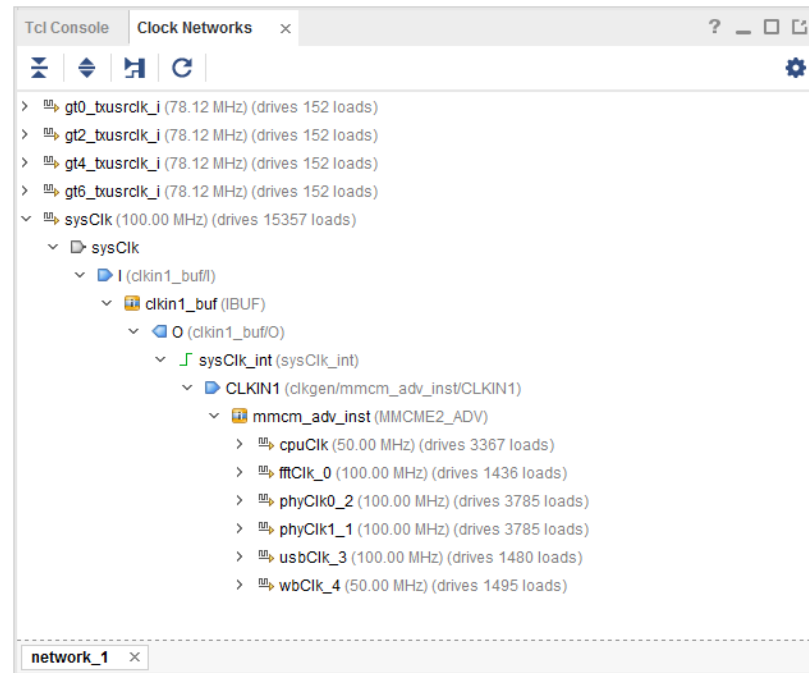 Tcl Console Clock Networks × ?
gt0_txusrclk_i (78.12 MHz) (drives 152 loads)
gt2_txusrclk_i (78.12 MHz) (drives 152 loads)
gt4_txusrclk_i (78.12 MHz) (drives 152 loads)
gt6_txusrclk_i (78.12 MHz) (drives 152 loads)
sysClk (100.00 MHz) (drives 15357 loads)
sysClk
I (clkin1_buf/I)
clkin1_buf (IBUF)
O (clkin1_buf/O)
sysClk_int (sysClk_int)
CLKIN1 (clkgen/mmcm_adv_inst/CLKIN1)
mmcm_adv_inst (MMCME2_ADV)
cpuClk (50.00 MHz) (drives 3367 loads)
fftClk_0 (100.00 MHz) (drives 1436 loads)
phyClk0_2 (100.00 MHz) (drives 3785 loads)
phyClk1_1 (100.00 MHz) (drives 3785 loads)
usbClk_3 (100.00 MHz) (drives 1480 loads)
wbClk_4 (50.00 MHz) (drives 1495 loads)
network_1 ×